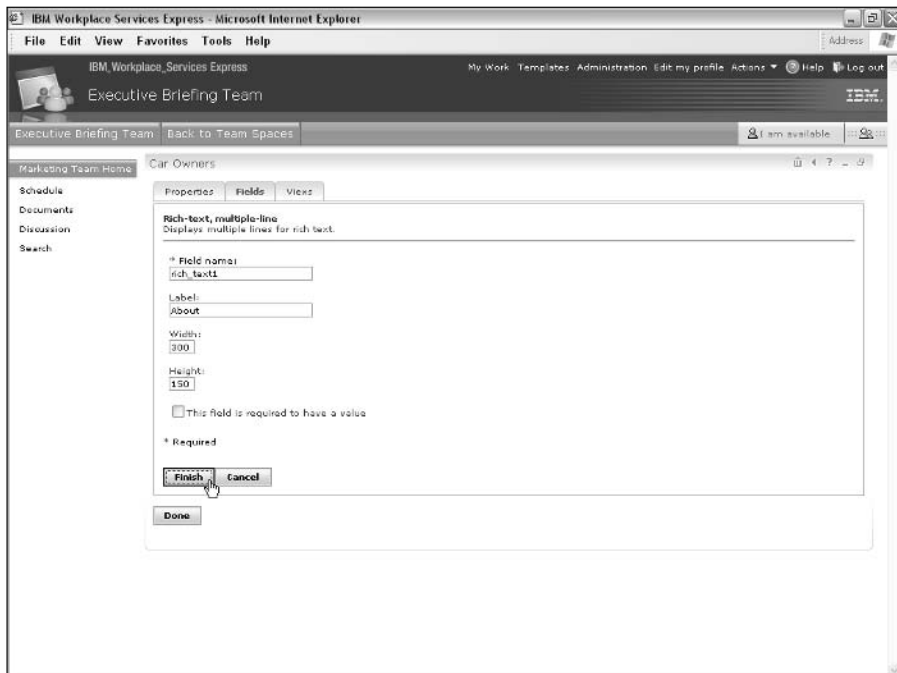 IBM Workplace Services Express - Microsoft Internet Explorer
File Edit View Favorites Tools Help
Address
IBM_Workplace_Services Express
My Work Templates Administration Edit my profile Actions Help Log out
Executive Briefing Team
IBM.
Executive Briefing Team Back to Team Spaces
I am available
Marketing Team Home
Schedule
Documents
Discussion
Search
Car Owners
Properties Fields Views
Rich-text, multiple-line
Displays multiple lines for rich text.
* Field name:
rich_text1
Label:
About
Width:
300
Height:
150
This field is required to have a value
* Required
Finish Cancel
Done